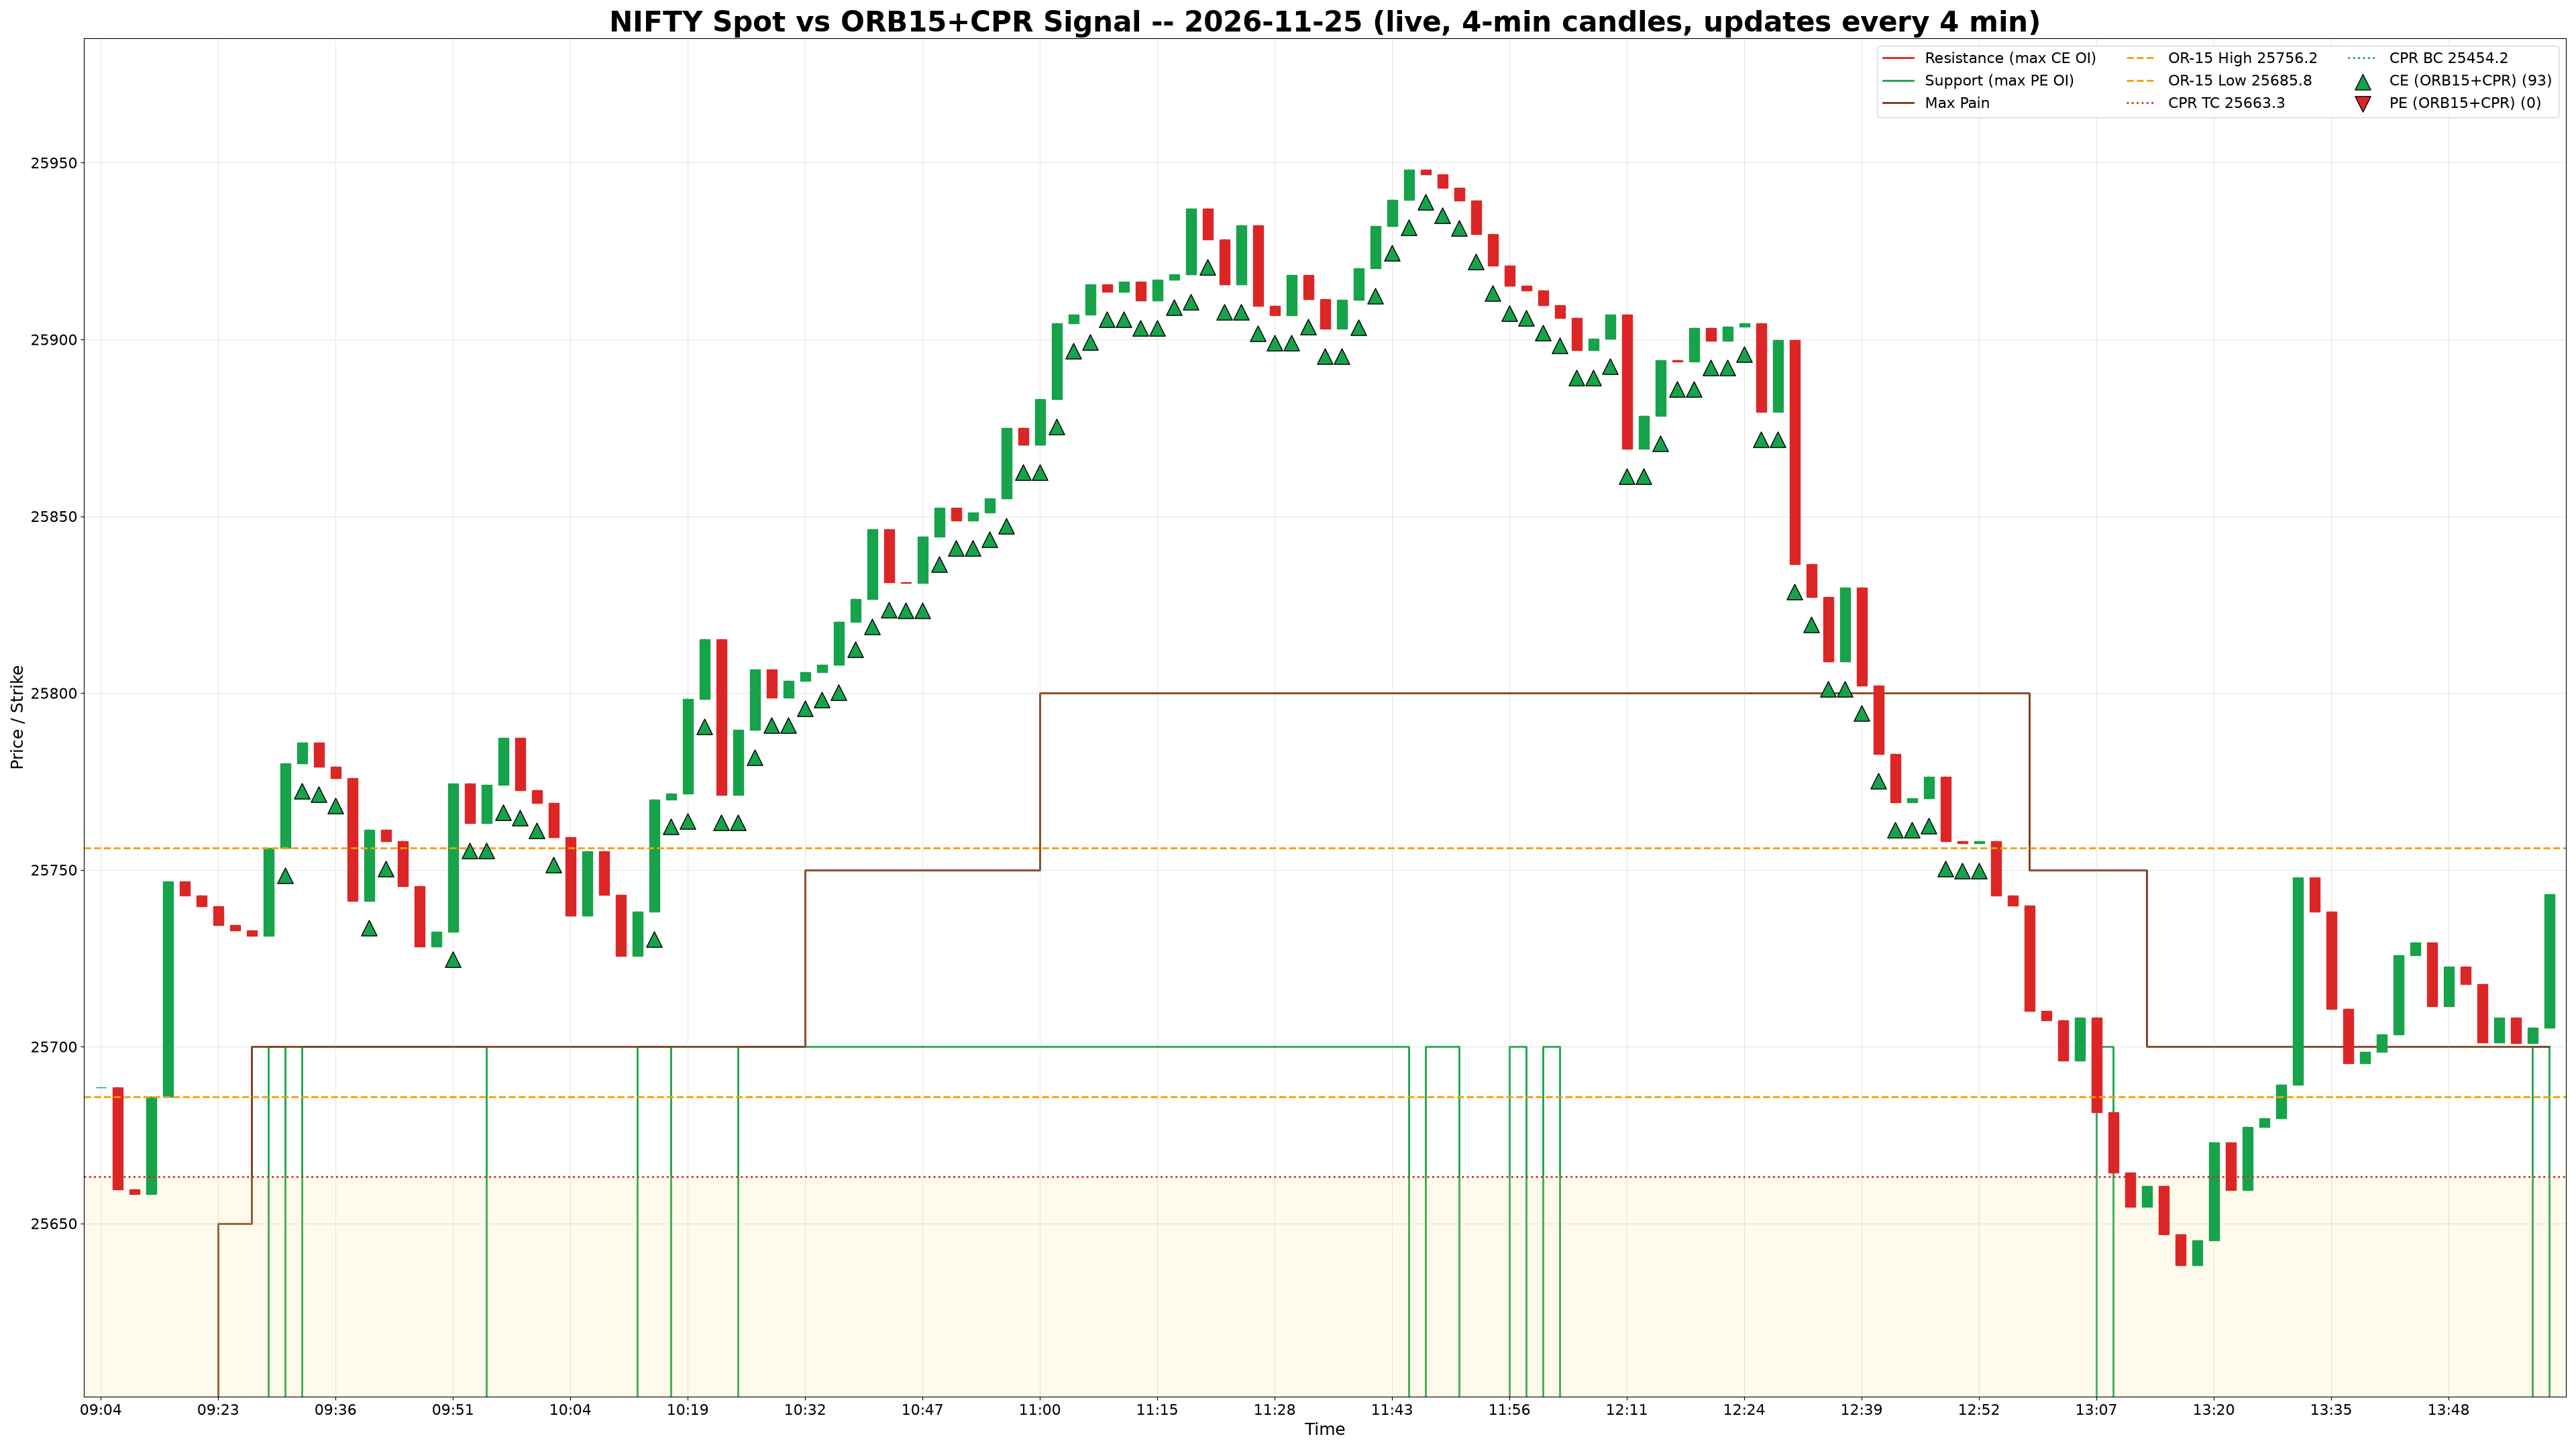 NIFTY Spot vs ORB15+CPR Signal -- 2026-11-25 (live, 4-min candles, updates every 4 min)
Resistance (max CE OI)
Support (max PE OI)
Max Pain
OR-15 High 25756.2
OR-15 Low 25685.8
CPR TC 25663.3
CPR BC 25454.2
CE (ORB15+CPR) (93)
PE (ORB15+CPR) (0)
Price / Strike
25950
25900
25850
25800
25750
25700
25650
09:04 09:23 09:36 09:51 10:04 10:19 10:32 10:47 11:00 11:15 11:28 11:43 11:56 12:11 12:24 12:39 12:52 13:07 13:20 13:35 13:48
Time